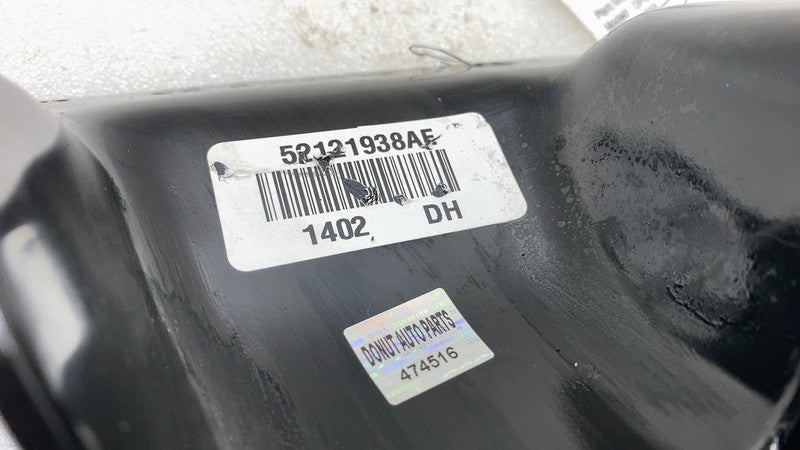 52121938AF
1402 DH
DONUT AUTO PARTS
474516